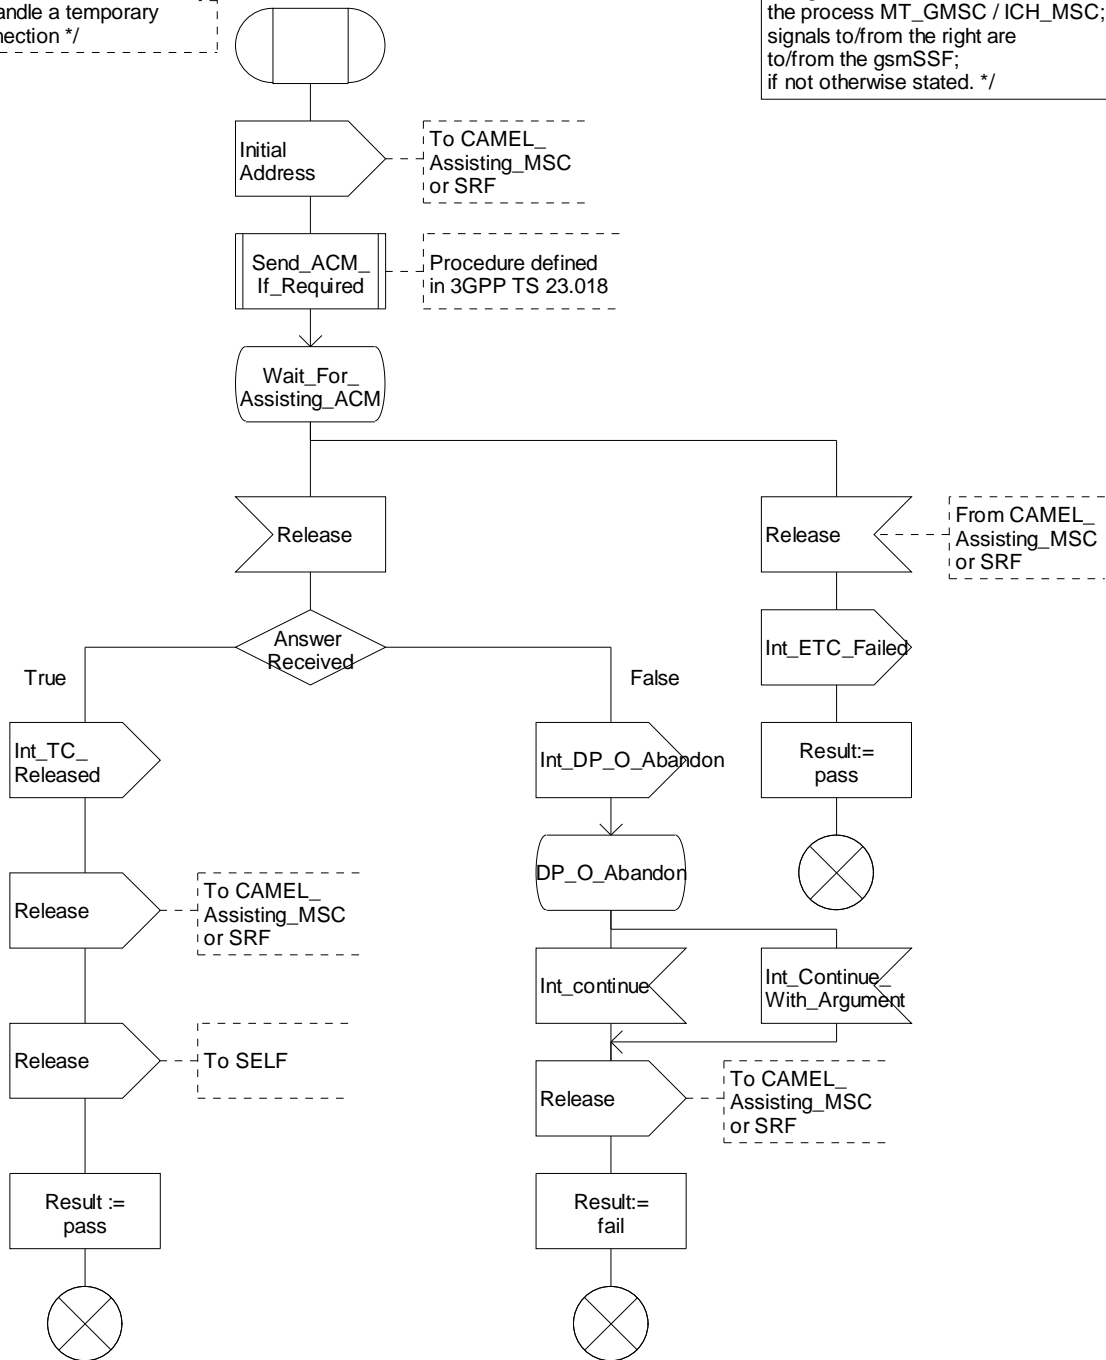 andle a temporary
nection */
the process MT_GMSC / ICH_MSC;
signals to/from the right are
to/from the gsmSSF;
if not otherwise stated. */
Initial
Address
To CAMEL_
Assisting_MSC
or SRF
Send_ACM_
If_Required
Procedure defined
in 3GPP TS 23.018
Wait_For_
Assisting_ACM
Release
Release
From CAMEL_
Assisting_MSC
or SRF
Answer
Received
True
False
Int_ETC_Failed
Int_TC_
Released
Int_DP_O_Abandon
Result:=
pass
DP_O_Abandon
Release
To CAMEL_
Assisting_MSC
or SRF
Int_continue
Int_Continue_
With_Argument
Release
To SELF
Release
To CAMEL_
Assisting_MSC
or SRF
Result :=
pass
Result:=
fail